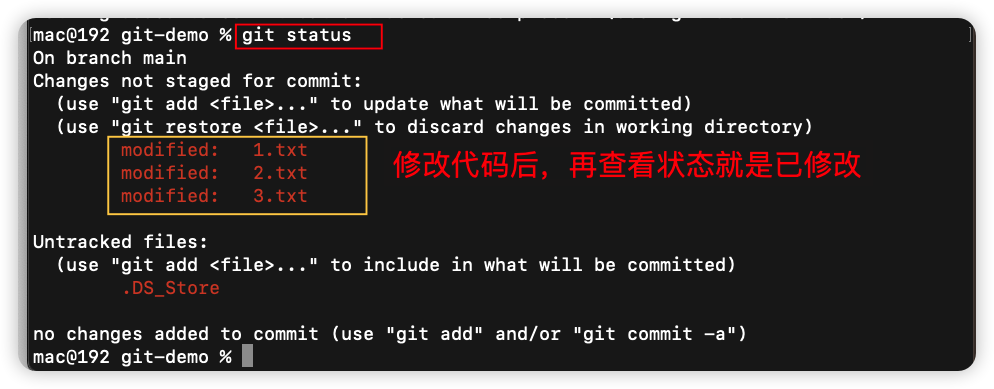 mac@192 git-demo % git status
On branch main
Changes not staged for commit:
(use "git add <file>..." to update what will be committed)
(use "git restore <file>..." to discard changes in working directory)
modified: 1.txt
modified: 2.txt
modified: 3.txt
修改代码后，再查看状态就是已修改
Untracked files:
(use "git add <file>..." to include in what will be committed)
.DS_Store
no changes added to commit (use "git add" and/or "git commit -a")
mac@192 git-demo %